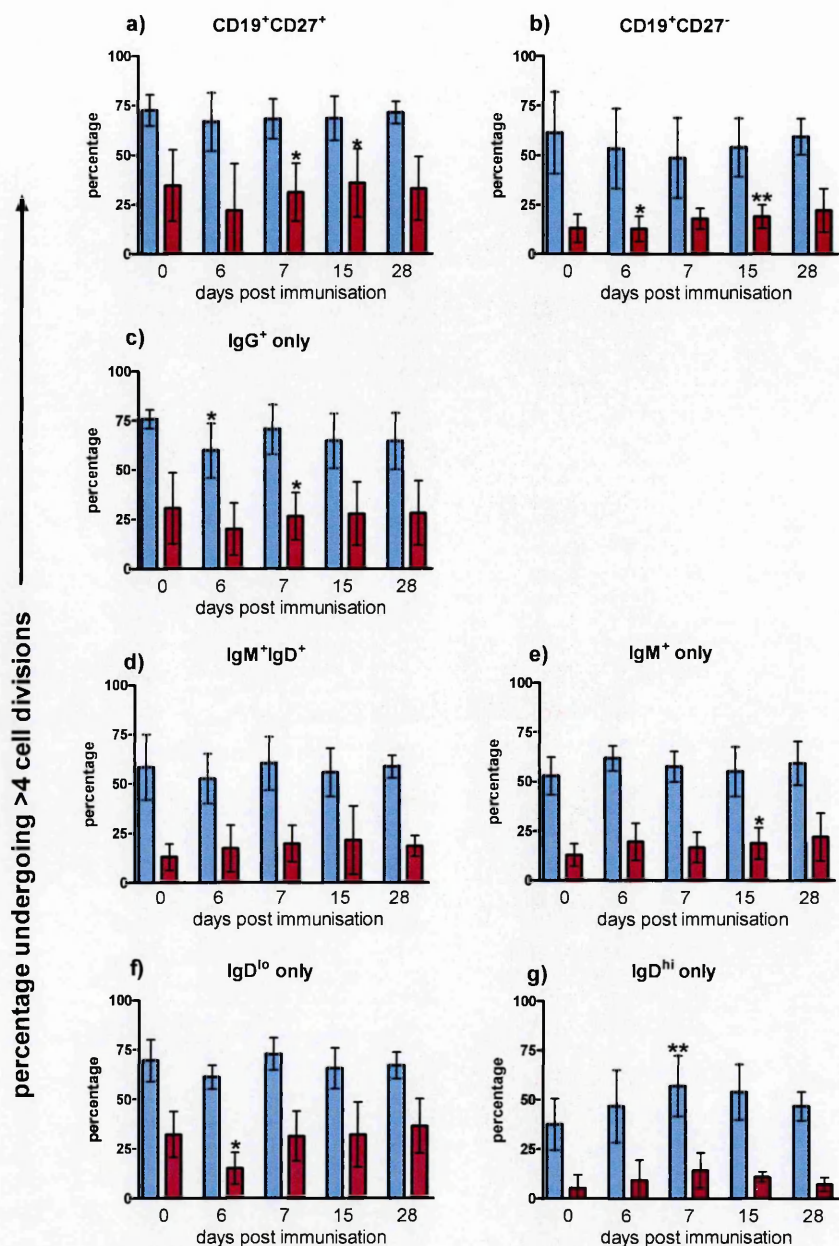 percentage undergoing >4 cell divisions
a) CD19⁺CD27⁺
100
75
50
25
0
percentage
* *
0 6 7 15 28
days post immunisation
b) CD19⁺CD27⁻
100
75
50
25
0
percentage
* **
0 6 7 15 28
days post immunisation
c) IgG⁺ only
100
75
50
25
0
percentage
* *
0 6 7 15 28
days post immunisation
d) IgM⁺IgD⁺
100
75
50
25
0
percentage
0 6 7 15 28
days post immunisation
e) IgM⁺ only
100
75
50
25
0
percentage
*
0 6 7 15 28
days post immunisation
f) IgDˡᵒ only
100
75
50
25
0
percentage
*
0 6 7 15 28
days post immunisation
g) IgDʰⁱ only
100
75
50
25
0
percentage
**
0 6 7 15 28
days post immunisation